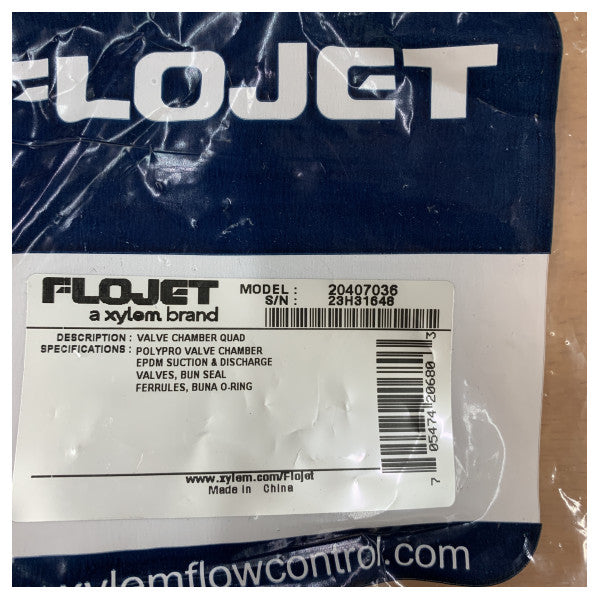 FLOJET
FLOJET
a xylem brand
MODEL : 20407036
S/N : 23H31648
DESCRIPTION : VALVE CHAMBER QUAD
SPECIFICATIONS : POLYPRO VALVE CHAMBER
EPDM SUCTION & DISCHARGE
VALVES, BUN SEAL
FERRULES, BUNA O-RING
7 05474 20680 3
www.xylem.com/Flojet
Made in China
xylemflowcontrol.com